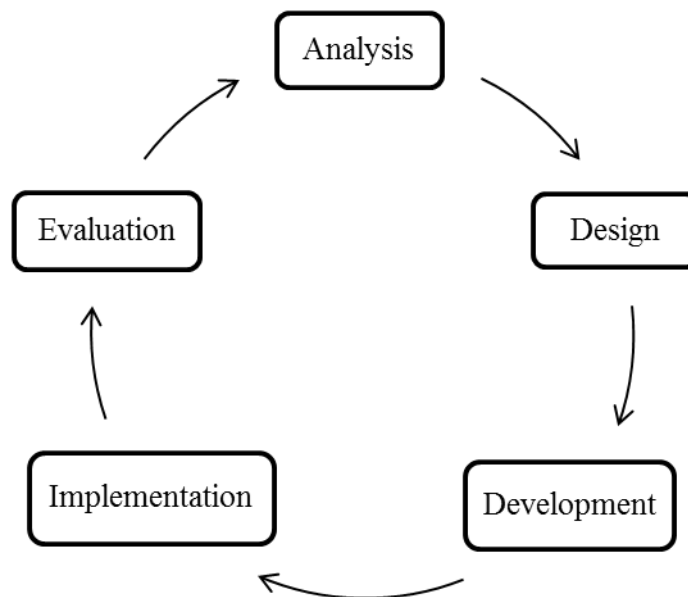 Analysis
Design
Development
Implementation
Evaluation